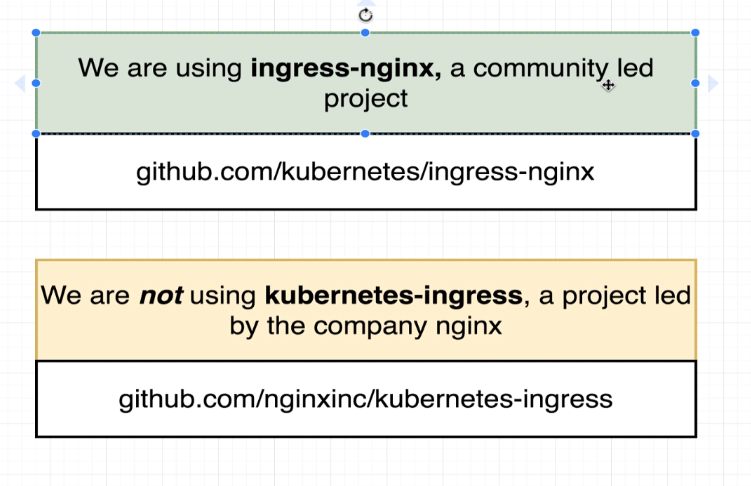 We are using ingress-nginx, a community led
project
github.com/kubernetes/ingress-nginx
We are not using kubernetes-ingress, a project led
by the company nginx
github.com/nginxinc/kubernetes-ingress